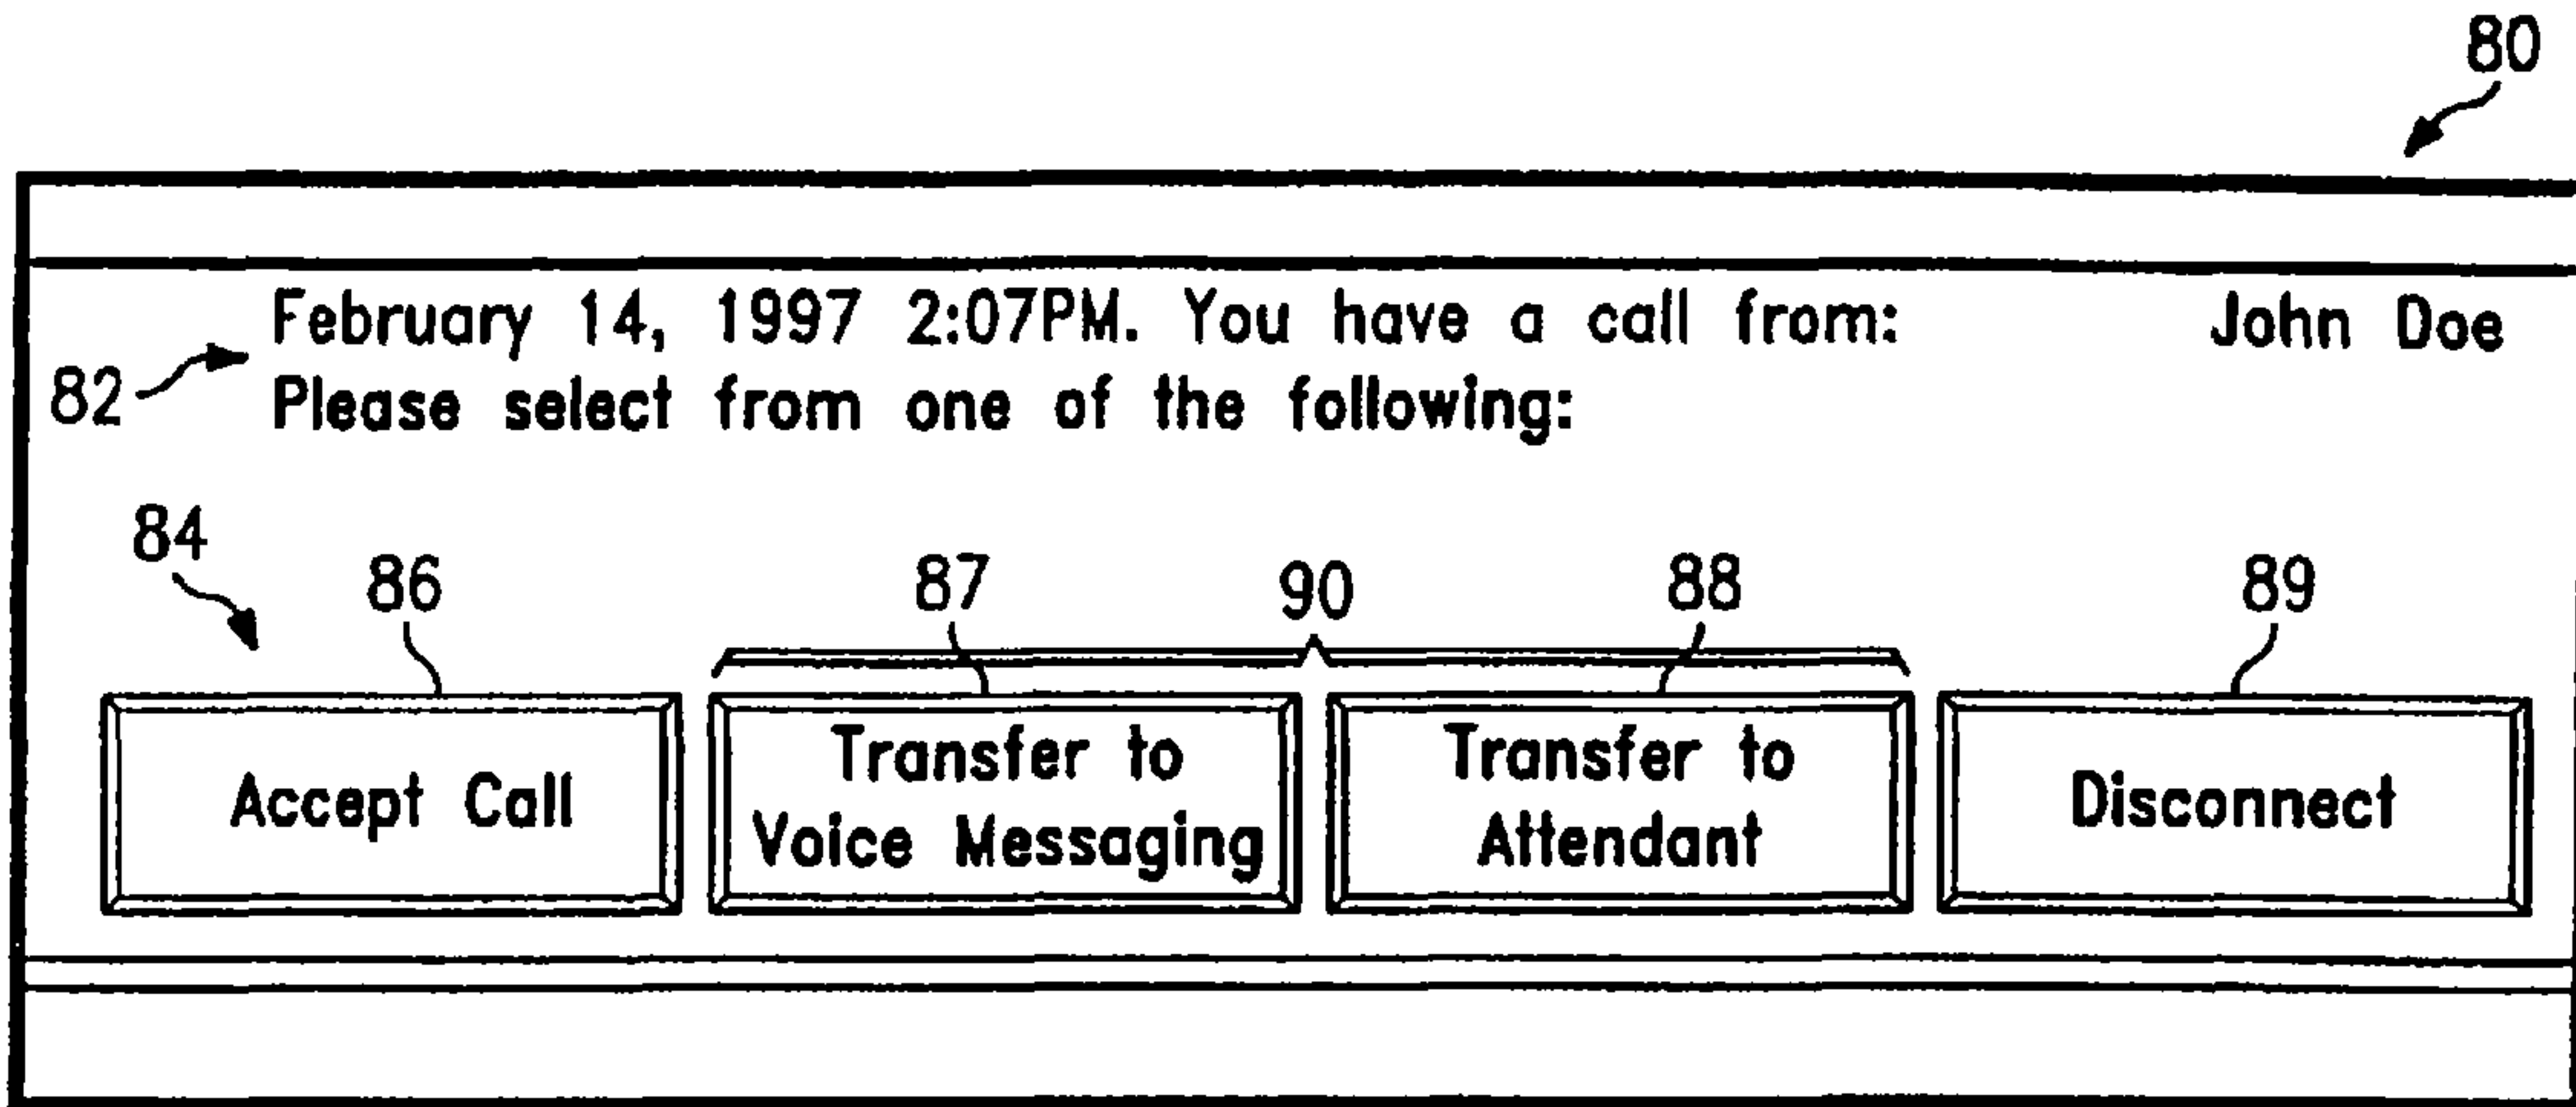 80
February 14, 1997 2:07PM. You have a call from: John Doe
82
Please select from one of the following:
84
86
87
90
88
89
Accept Call
Transfer to
Voice Messaging
Transfer to
Attendant
Disconnect